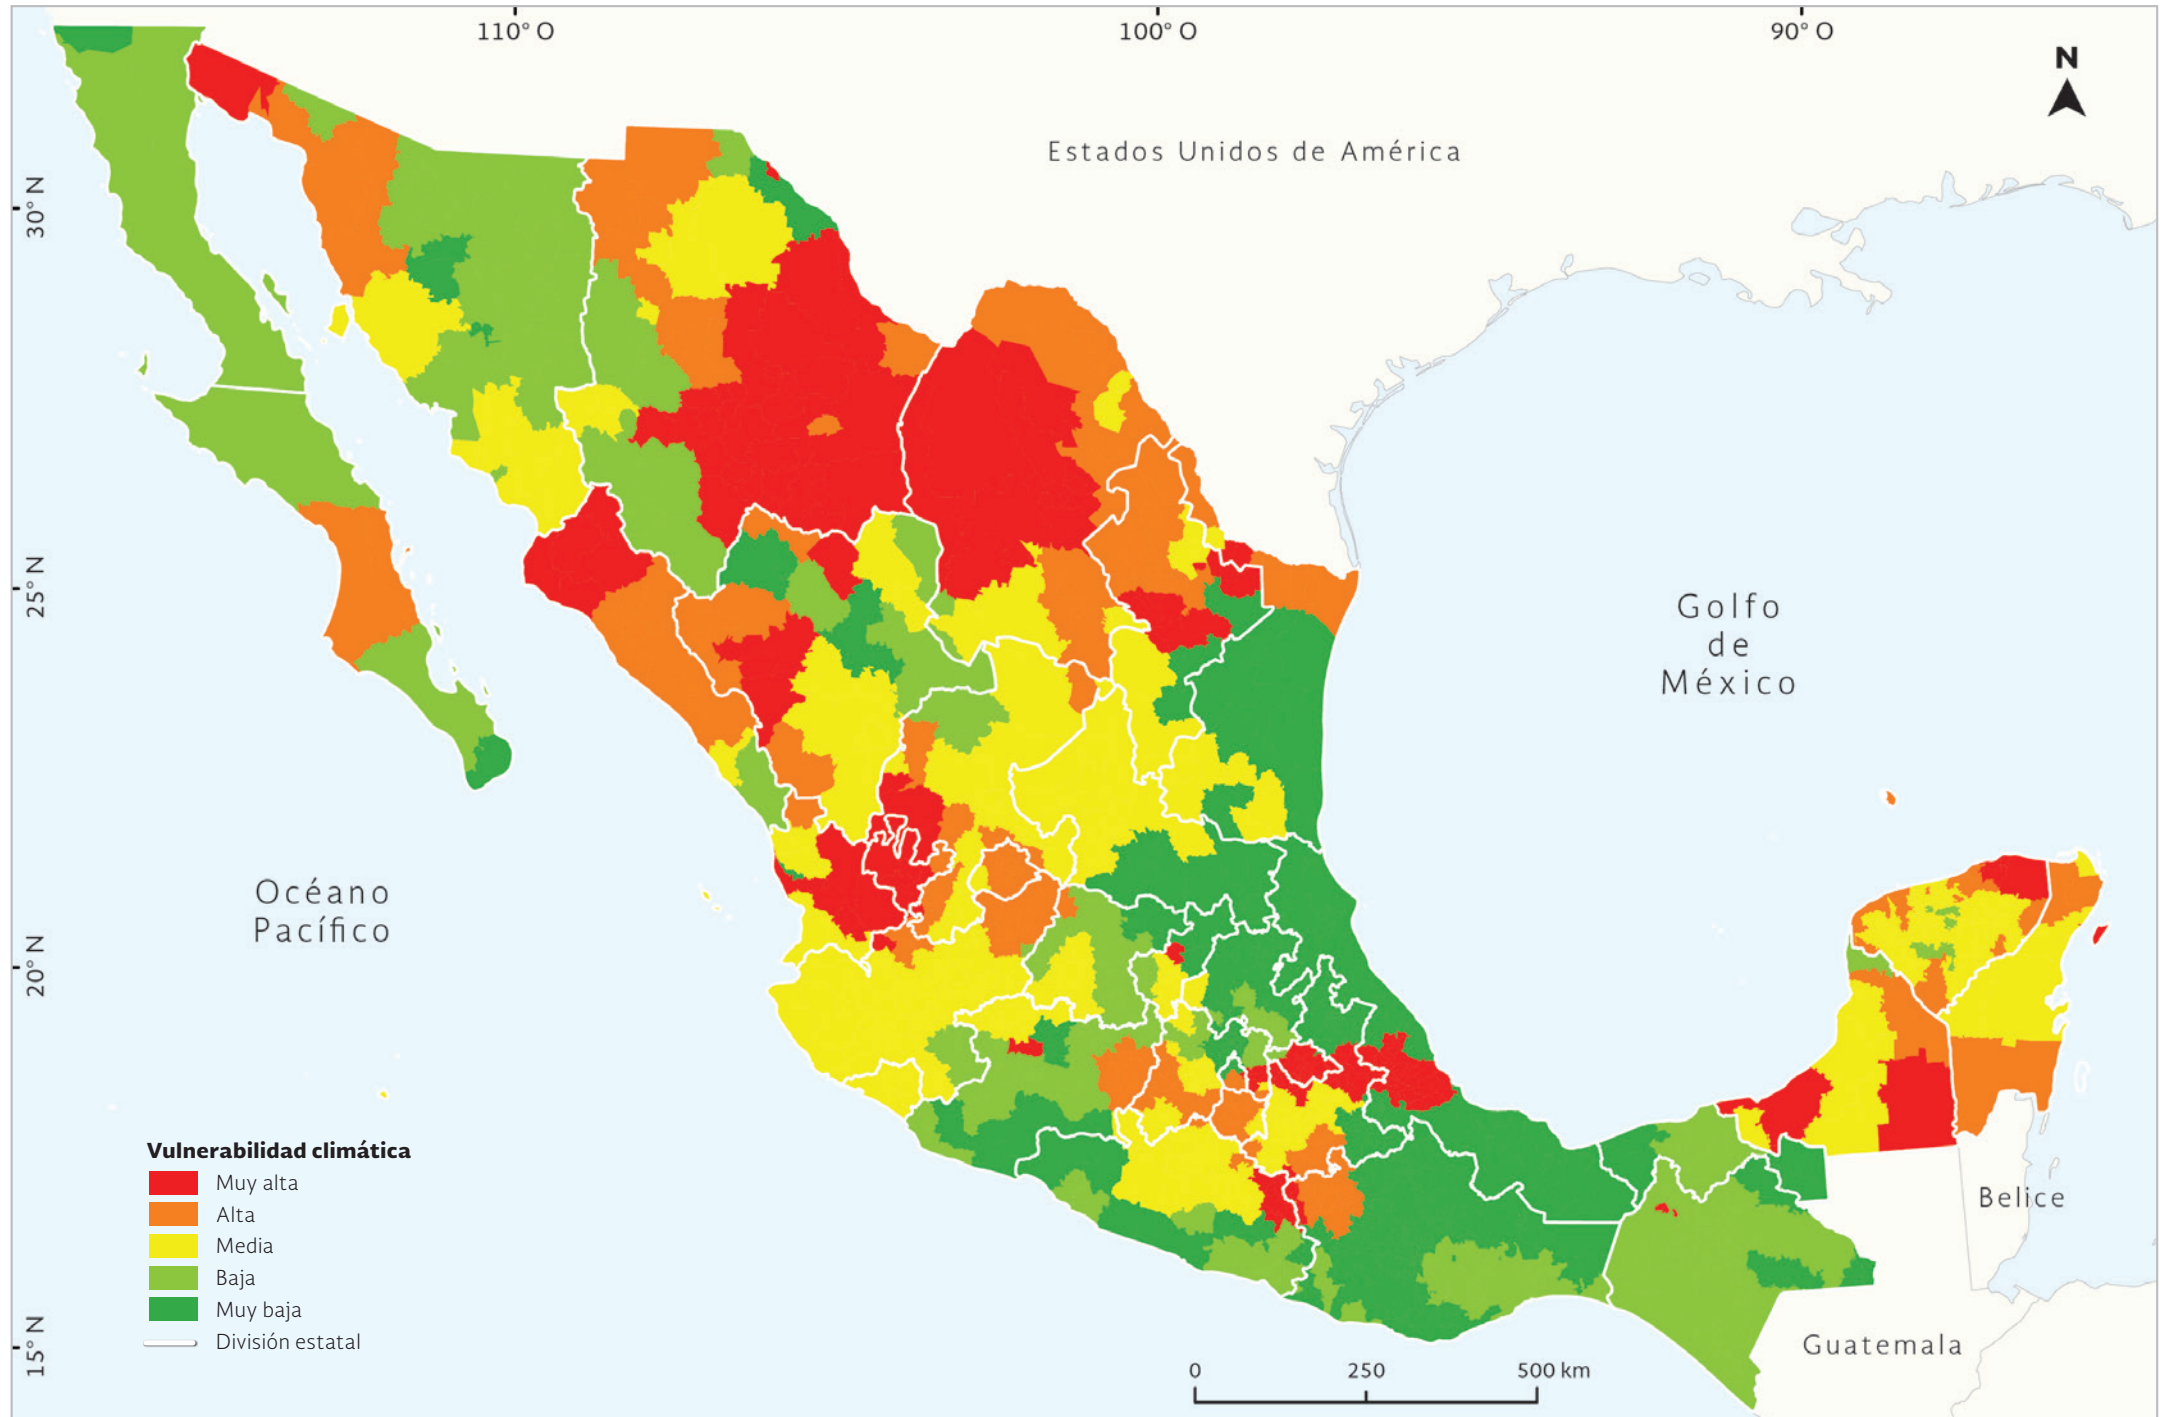 110° O
100° O
90° O
N
Estados Unidos de América
30° N
25° N
Golfo
de
México
Océano
Pacífico
20° N
Vulnerabilidad climática
Muy alta
Alta
Media
Baja
Muy baja
División estatal
Belice
Guatemala
15° N
0
250
500 km